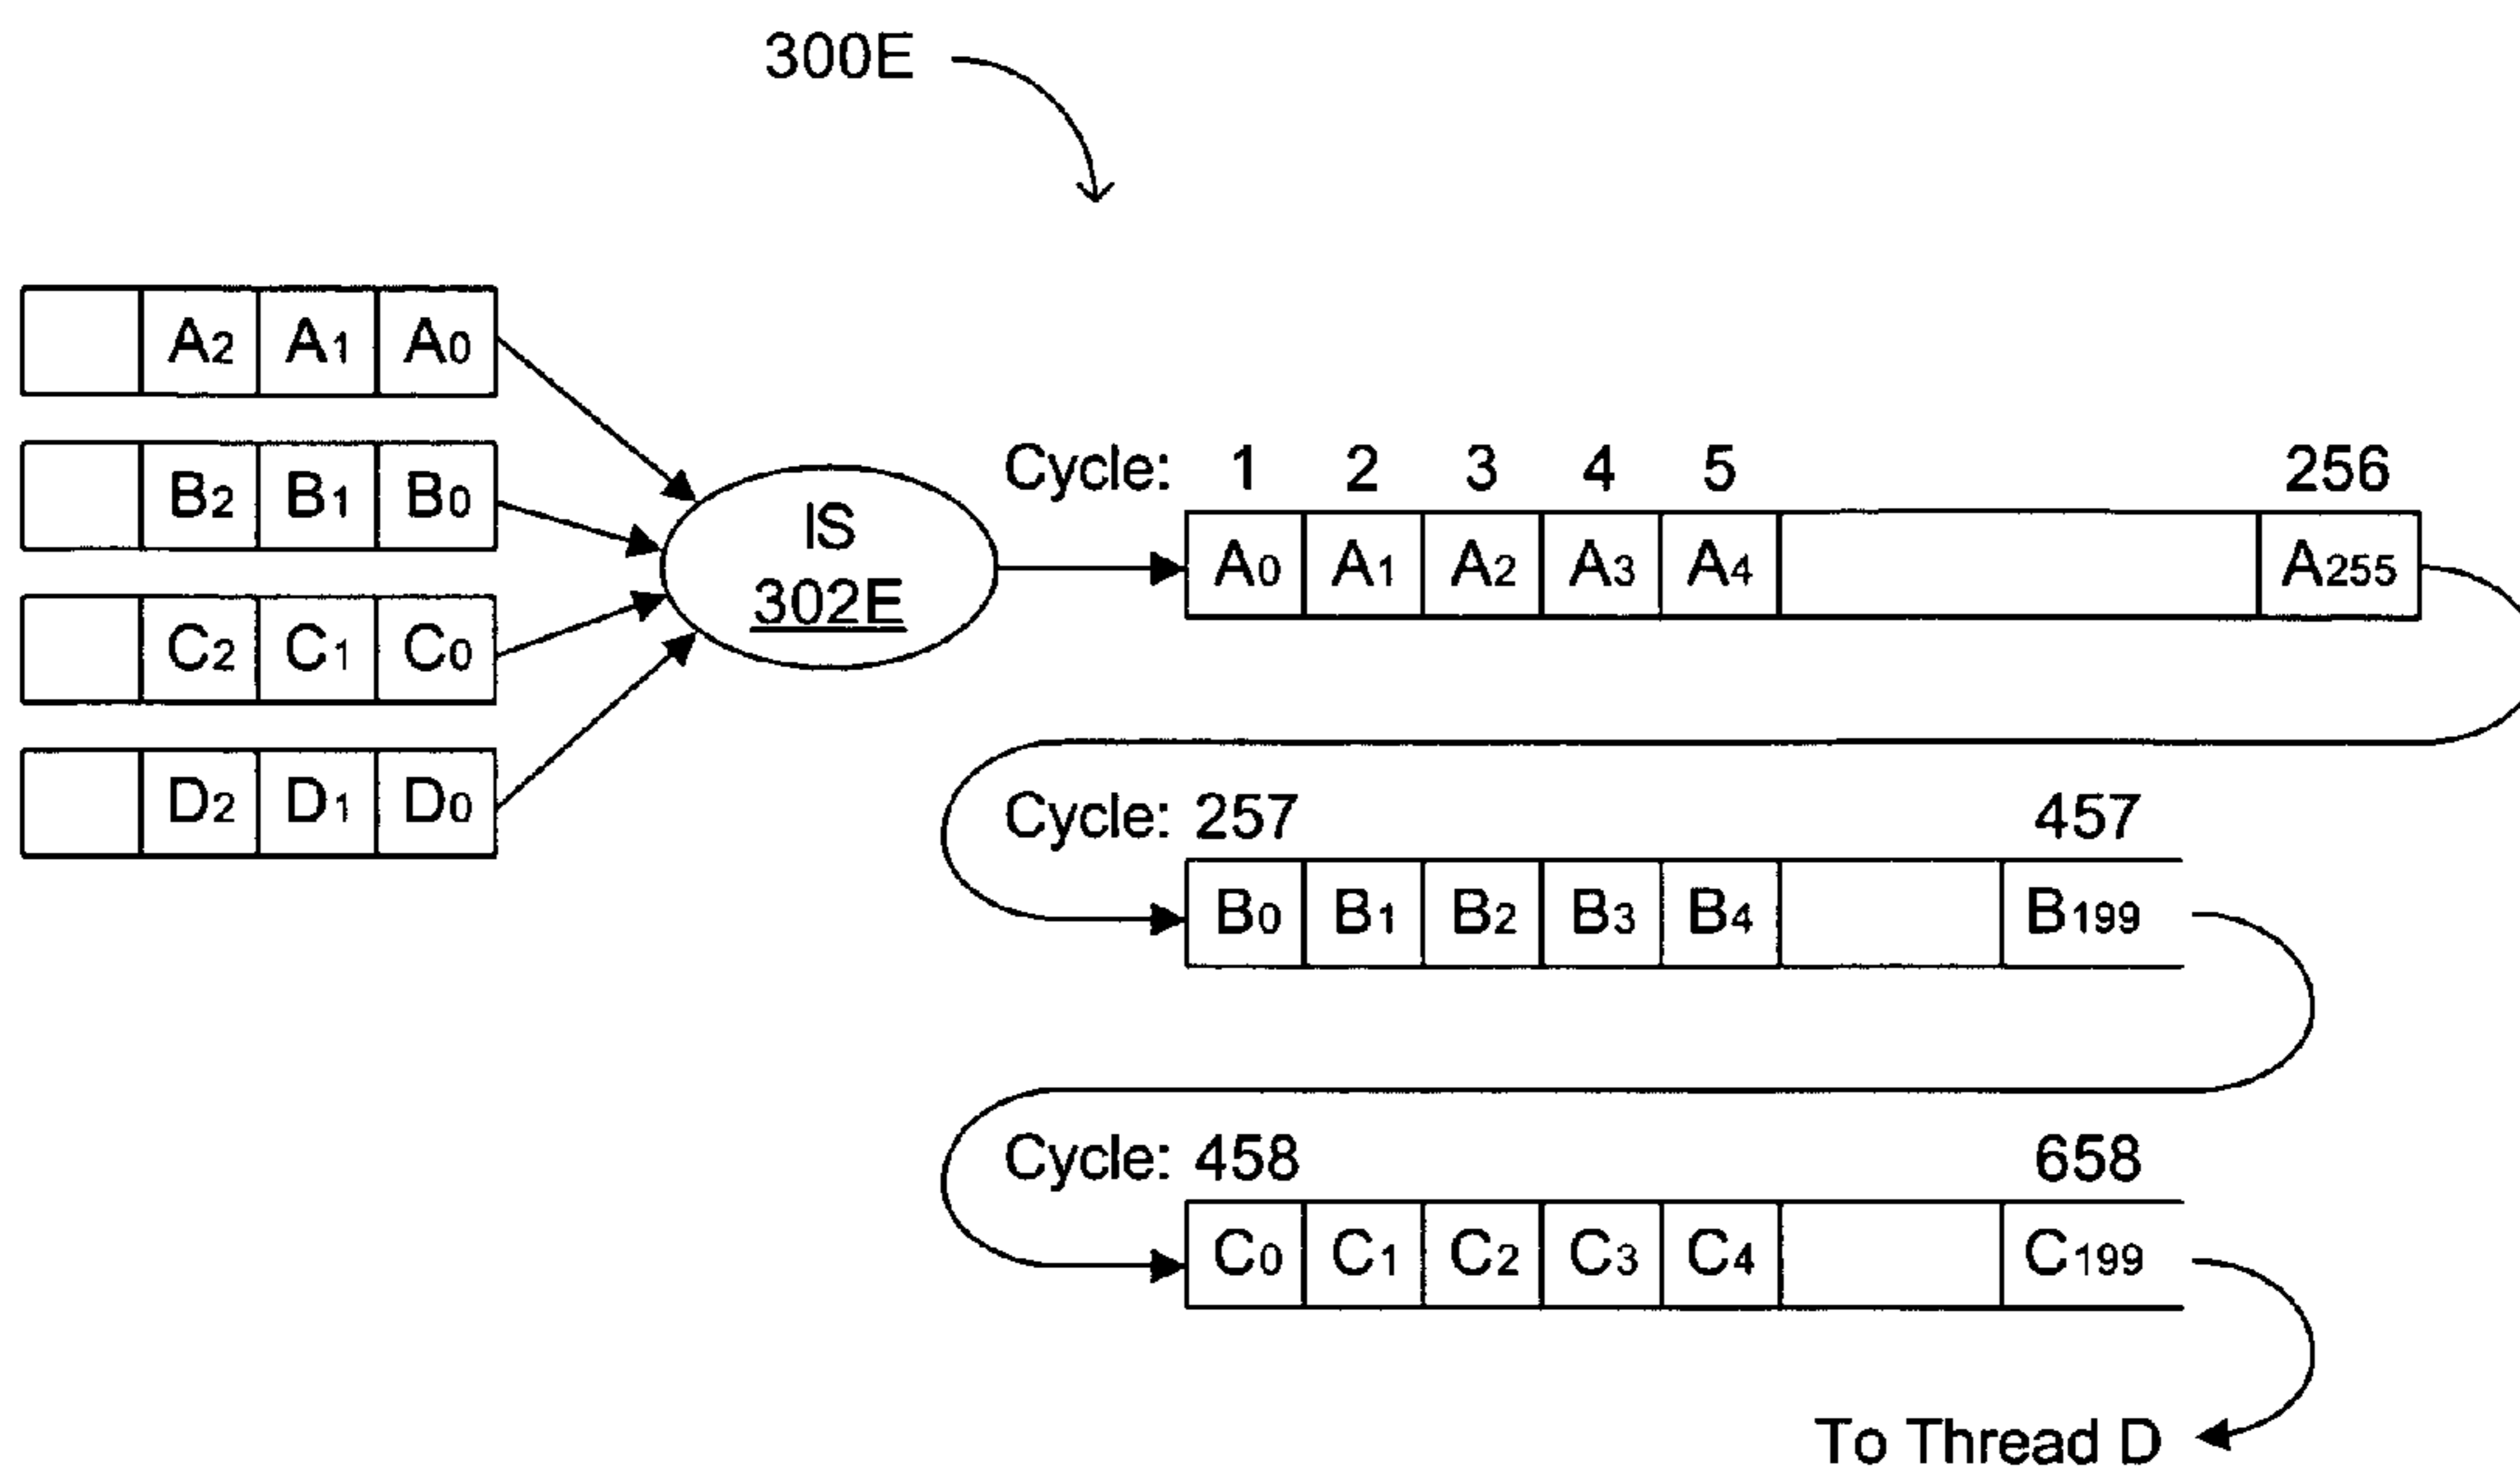 300E
A2 A1 A0
B2 B1 B0
C2 C1 C0
D2 D1 D0
IS
302E
Cycle: 1 2 3 4 5 256
A0 A1 A2 A3 A4 A255
Cycle: 257 457
B0 B1 B2 B3 B4 B199
Cycle: 458 658
C0 C1 C2 C3 C4 C199
To Thread D